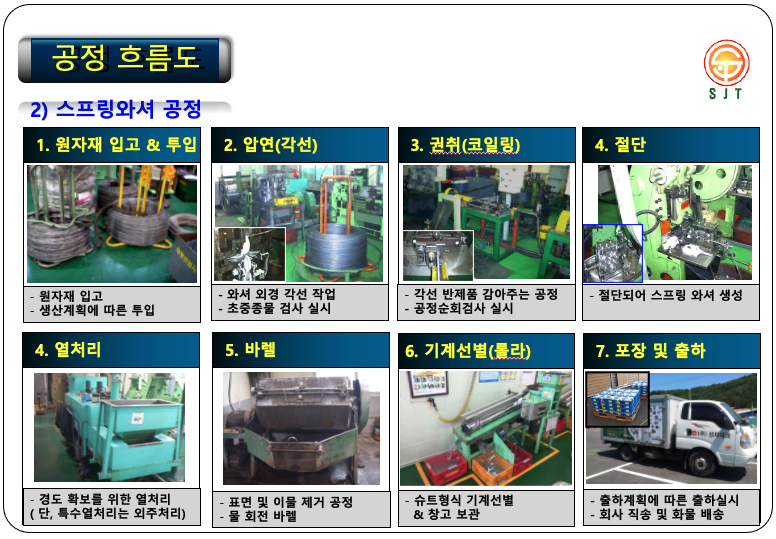 공정 흐름도
SJT
2) 스프링와셔 공정
1. 원자재 입고 & 투입
2. 압연(각선)
3. 권취(코일링)
4. 절단
- 원자재 입고
- 생산계획에 따른 투입
- 와셔 외경 각선 작업
- 초중종물 검사 실시
- 각선 반제품 감아주는 공정
- 공정순회검사 실시
- 절단되어 스프링 와셔 생성
4. 열처리
5. 바렐
6. 기계선별(롤라)
7. 포장 및 출하
- 경도 확보를 위한 열처리
( 단, 특수열처리는 외주처리)
- 표면 및 이물 제거 공정
- 물 회전 바렐
- 슈트형식 기계선별
& 창고 보관
- 출하계획에 따른 출하실시
- 회사 직송 및 화물 배송